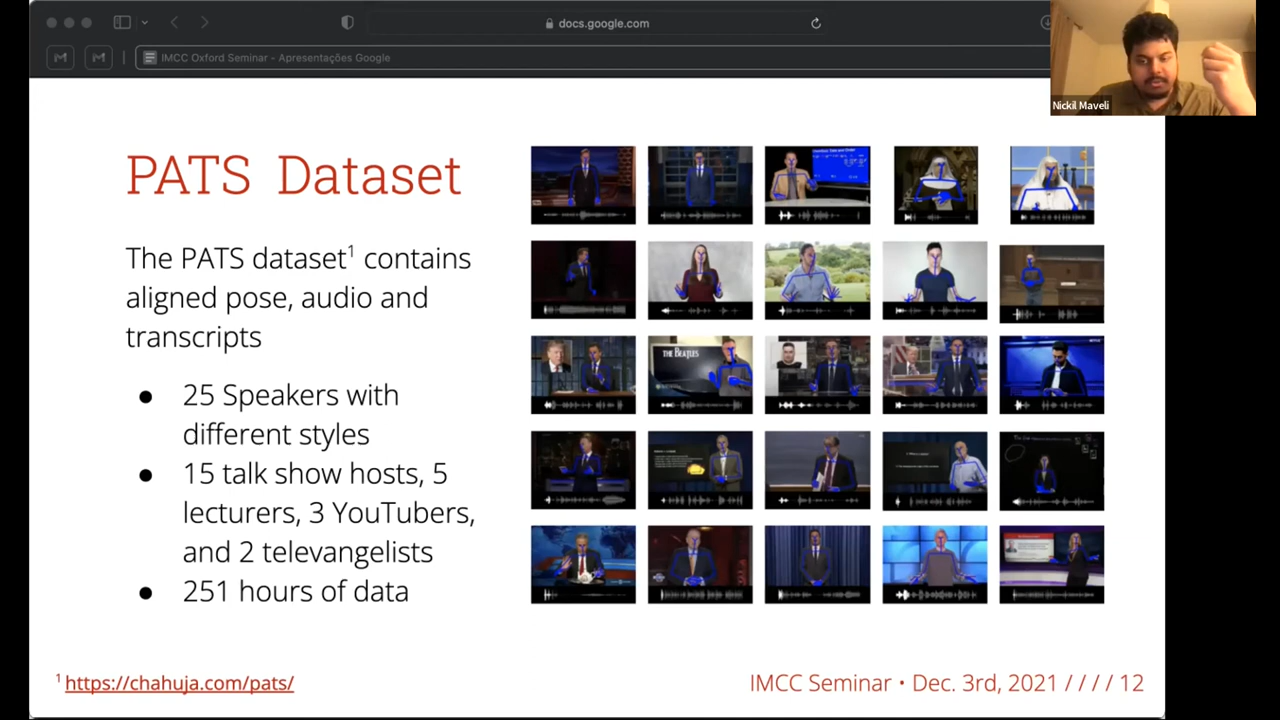 docs.google.com
IMCC Oxford Seminar - Apresentações Google
Nickil Maveli
PATS Dataset
The PATS dataset¹ contains
aligned pose, audio and
transcripts
● 25 Speakers with
different styles
● 15 talk show hosts, 5
lecturers, 3 YouTubers,
and 2 televangelists
● 251 hours of data
THE BEATLES
NETFLIX
¹ https://chahuja.com/pats/
IMCC Seminar • Dec. 3rd, 2021 / / / / 12